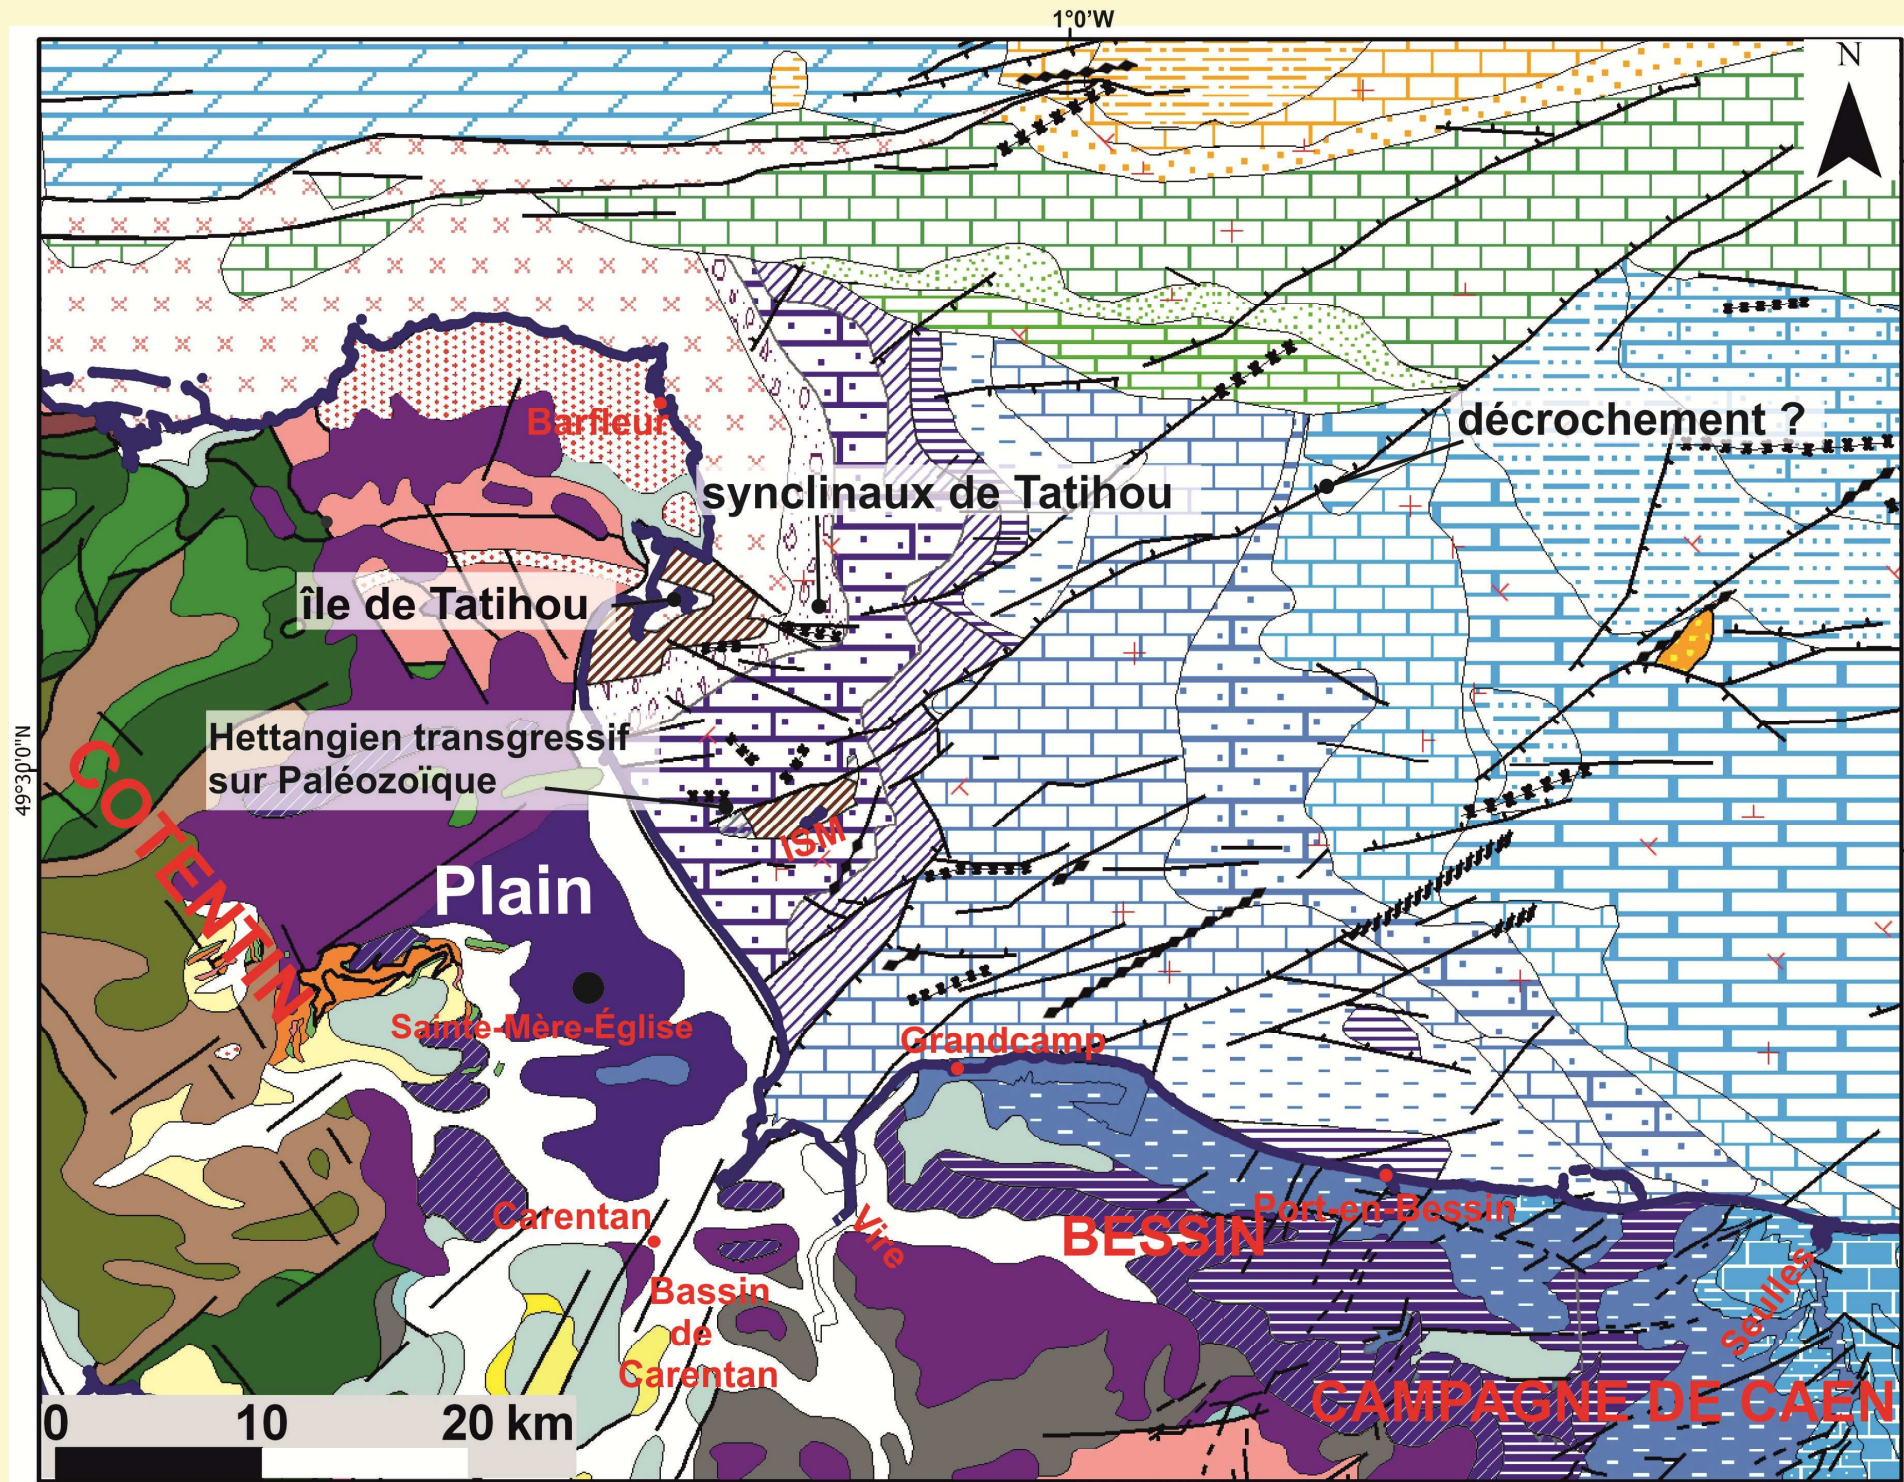 1°0'W
N
Barfleur
décrochement ?
synclinaux de Tatihou
île de Tatihou
Hettangien transgressif
sur Paléozoïque
49°30'0"N
COTENTIN
ISM
Plain
Sainte-Mère-Église
Grandcamp
Carentan
Vire
BESSIN
Port-en-Bessin
Bassin
de
Carentan
Seulles
CAMPAGNE DE CAEN
0 10 20 km